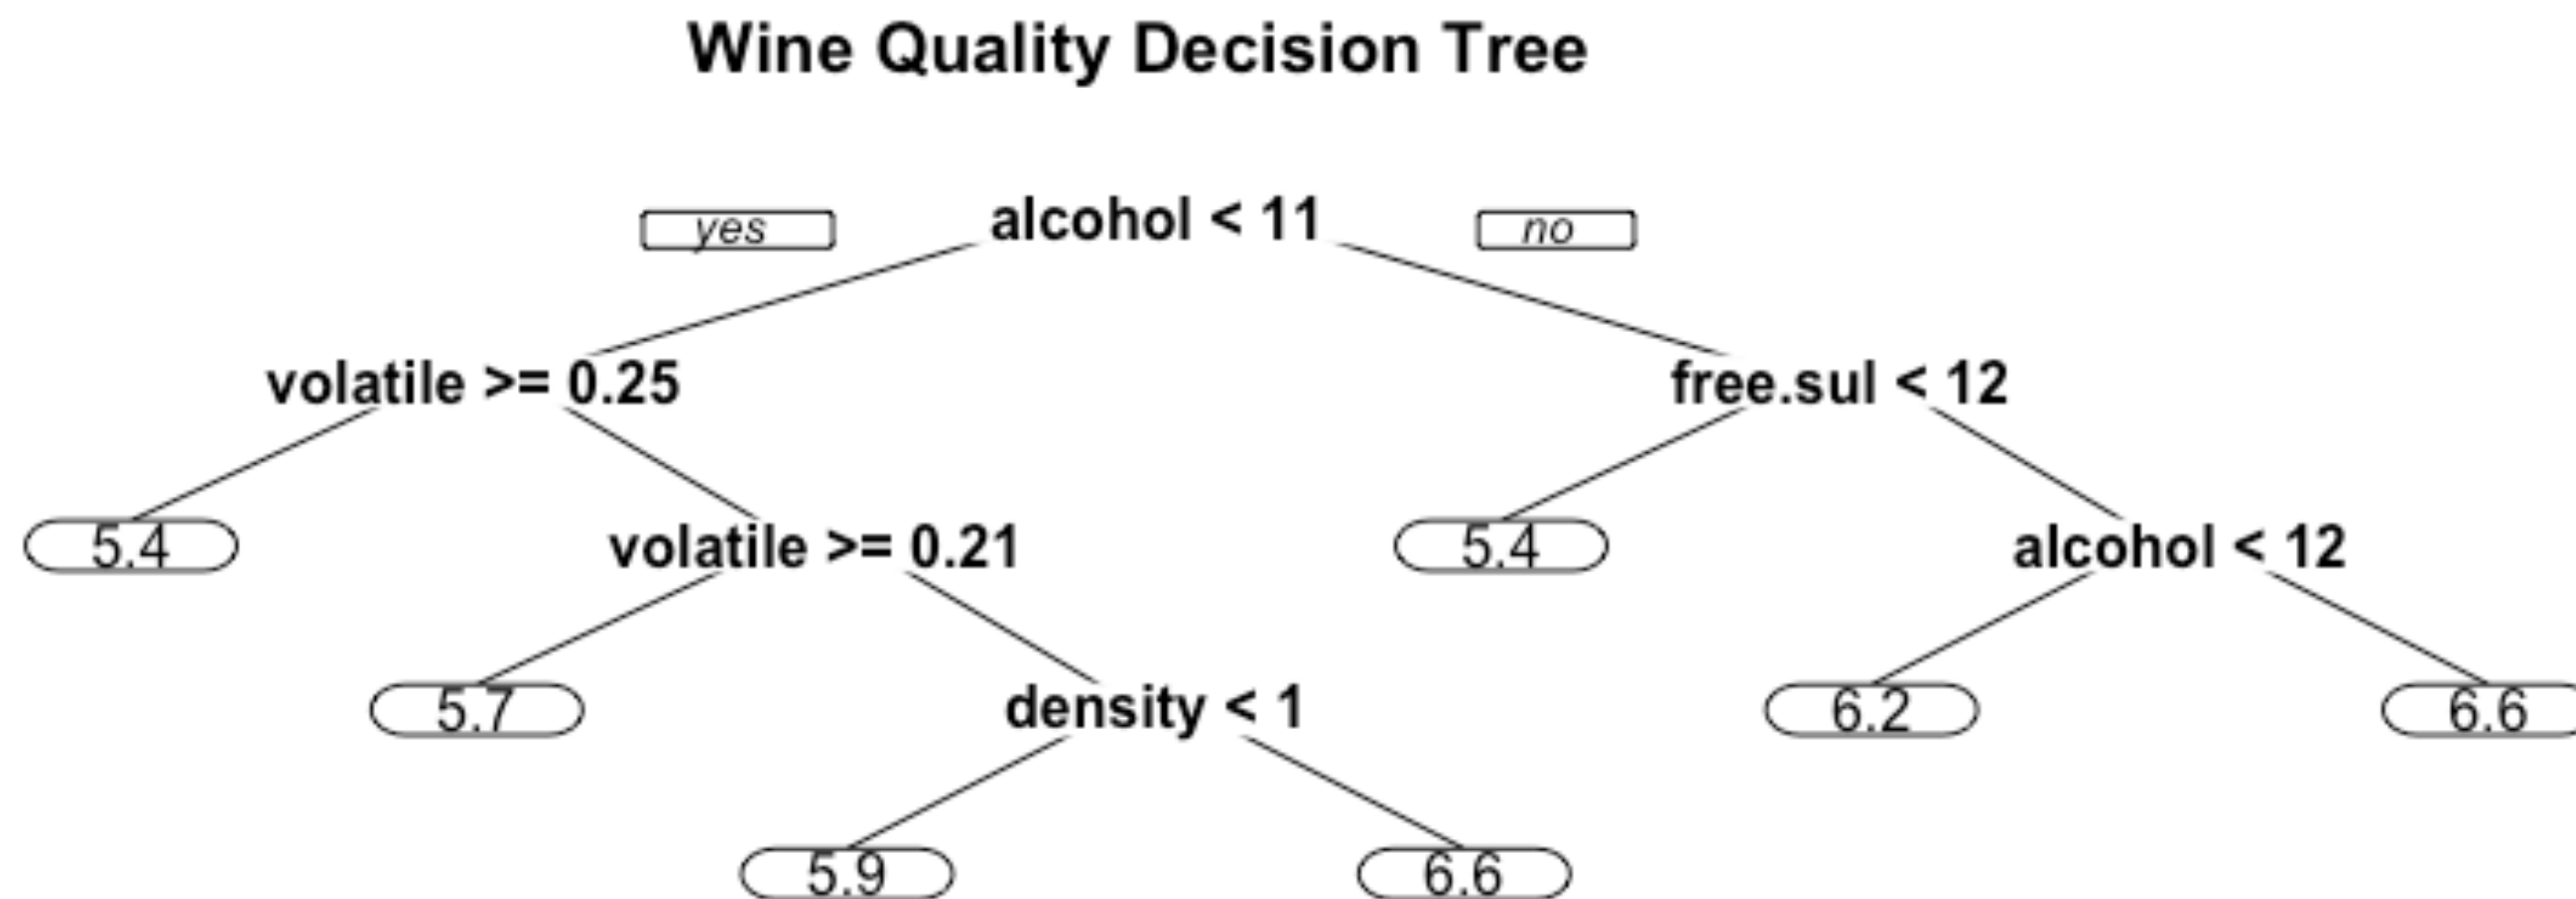 Wine Quality Decision Tree
yes alcohol < 11 no
volatile >= 0.25 free.sul < 12
5.4 volatile >= 0.21 5.4 alcohol < 12
5.7 density < 1 6.2 6.6
5.9 6.6